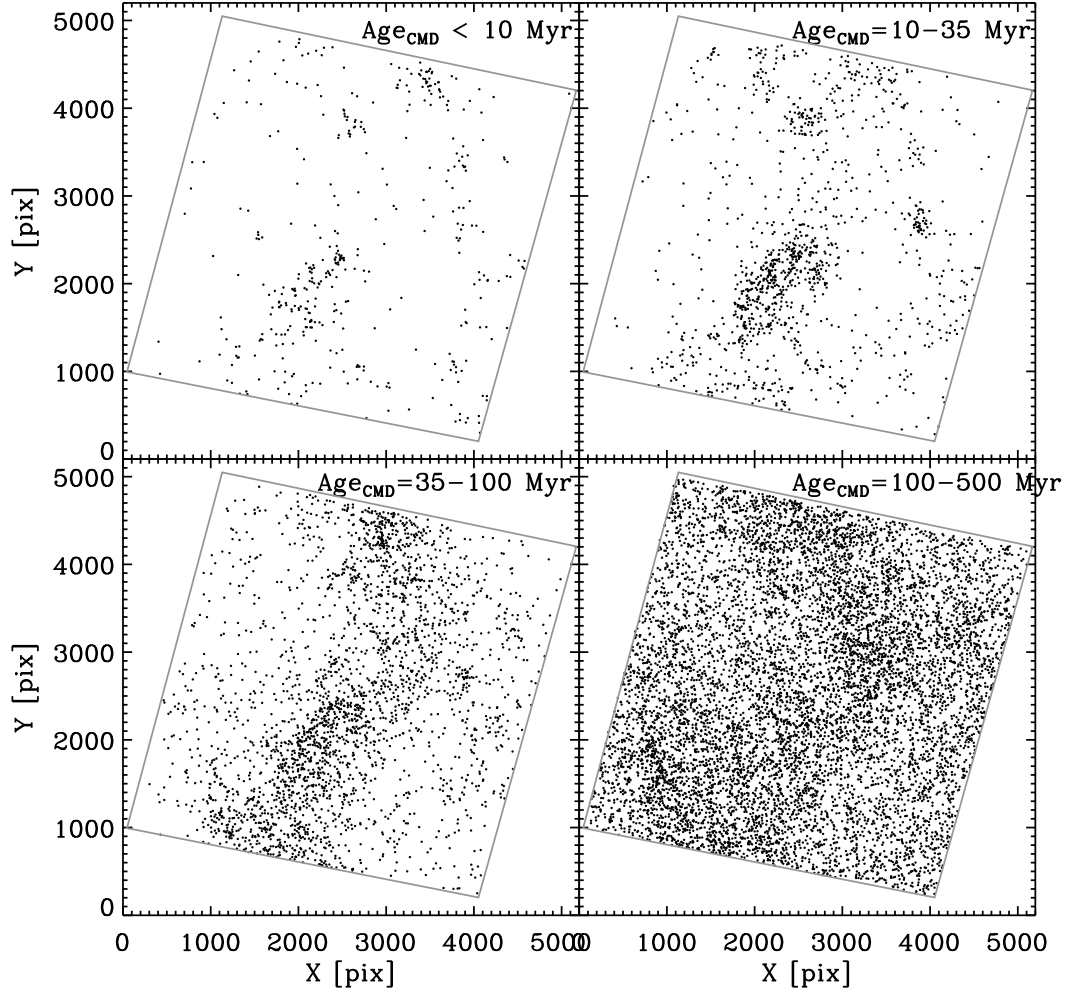 Age_CMD < 10 Myr
Age_CMD=10−35 Myr
5000
4000
3000
2000
1000
0
Y [pix]
Age_CMD=35−100 Myr
Age_CMD=100−500 Myr
5000
4000
3000
2000
1000
0
Y [pix]
0 1000 2000 3000 4000 5000
0 1000 2000 3000 4000 5000
X [pix]
X [pix]